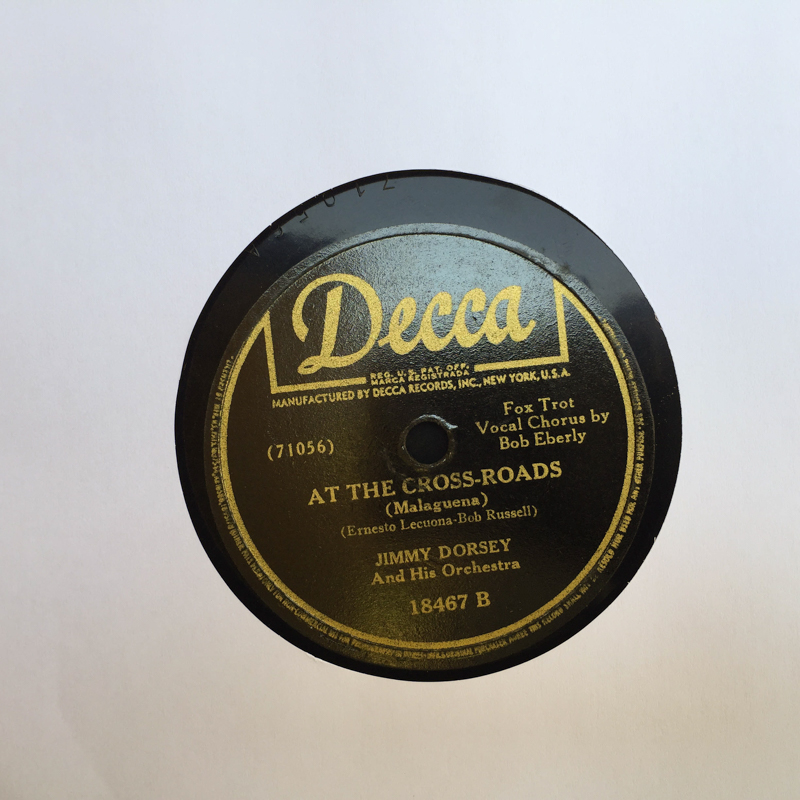 Decca
REG. U.S. PAT. OFF.
MARCA REGISTRADA
MANUFACTURED BY DECCA RECORDS, INC., NEW YORK, U.S.A.
Fox Trot
Vocal Chorus by
Bob Eberly
(71056)
AT THE CROSS-ROADS
(Malaguena)
(Ernesto Lecuona-Bob Russell)
JIMMY DORSEY
And His Orchestra
18467 B